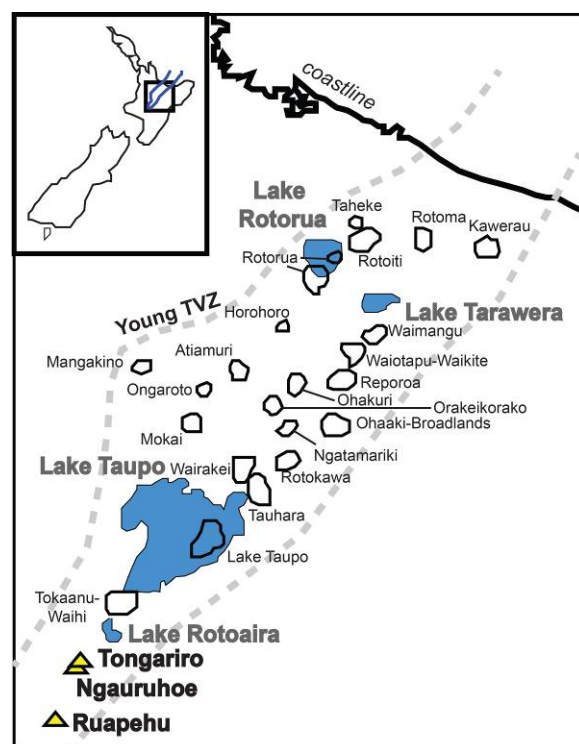 coastline
Lake
Rotorua
Taheke
Rotoma
Kawerau
Rotorua
Rotoiti
Lake Tarawera
Young TVZ
Horohoro
Waimangu
Mangakino
Atiamuri
Waiotapu-Waikite
Ongaroto
Reporoa
Ohakuri
Orakeikorako
Mokai
Ohaaki-Broadlands
Ngatamariki
Lake Taupo
Wairakei
Rotokawa
Tauhara
Lake Taupo
Tokaanu-
Waihi
Lake Rotoaira
Tongariro
Ngauruhoe
Ruapehu